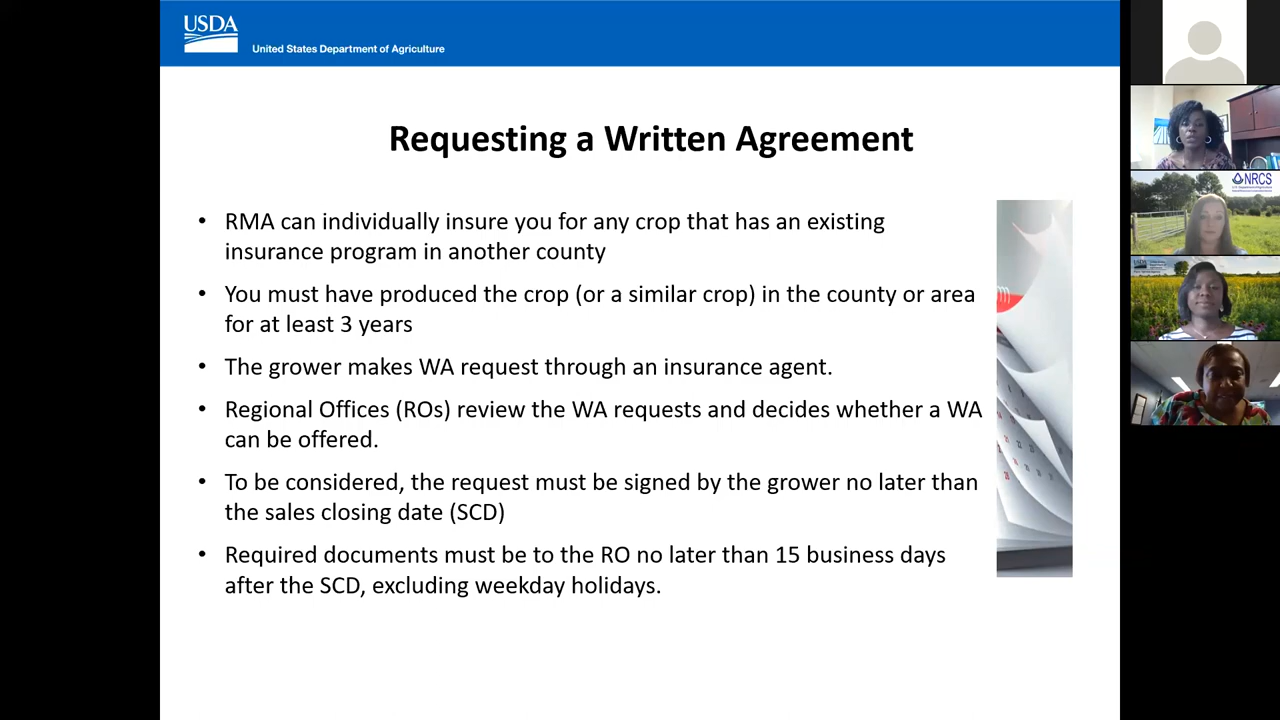 USDA
United States Department of Agriculture
Requesting a Written Agreement
• RMA can individually insure you for any crop that has an existing
insurance program in another county
• You must have produced the crop (or a similar crop) in the county or area
for at least 3 years
• The grower makes WA request through an insurance agent.
• Regional Offices (ROs) review the WA requests and decides whether a WA
can be offered.
• To be considered, the request must be signed by the grower no later than
the sales closing date (SCD)
• Required documents must be to the RO no later than 15 business days
after the SCD, excluding weekday holidays.
NRCS
USDA